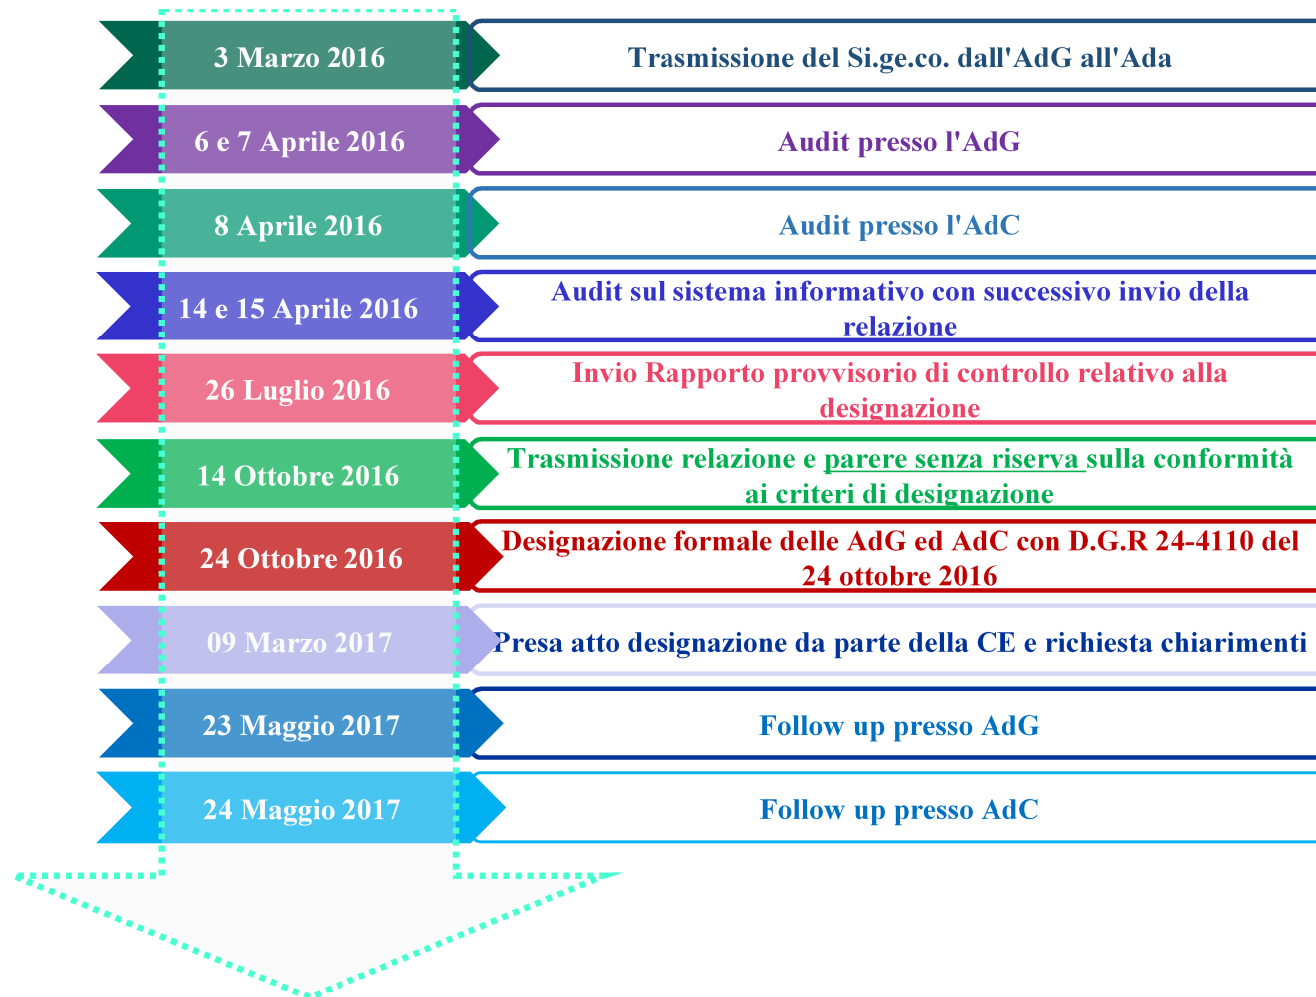 3 Marzo 2016
Trasmissione del Si.ge.co. dall'AdG all'Ada
6 e 7 Aprile 2016
Audit presso l'AdG
8 Aprile 2016
Audit presso l'AdC
14 e 15 Aprile 2016
Audit sul sistema informativo con successivo invio della
relazione
26 Luglio 2016
Invio Rapporto provvisorio di controllo relativo alla
designazione
14 Ottobre 2016
Trasmissione relazione e parere senza riserva sulla conformità
ai criteri di designazione
24 Ottobre 2016
Designazione formale delle AdG ed AdC con D.G.R 24-4110 del
24 ottobre 2016
09 Marzo 2017
Presa atto designazione da parte della CE e richiesta chiarimenti
23 Maggio 2017
Follow up presso AdG
24 Maggio 2017
Follow up presso AdC